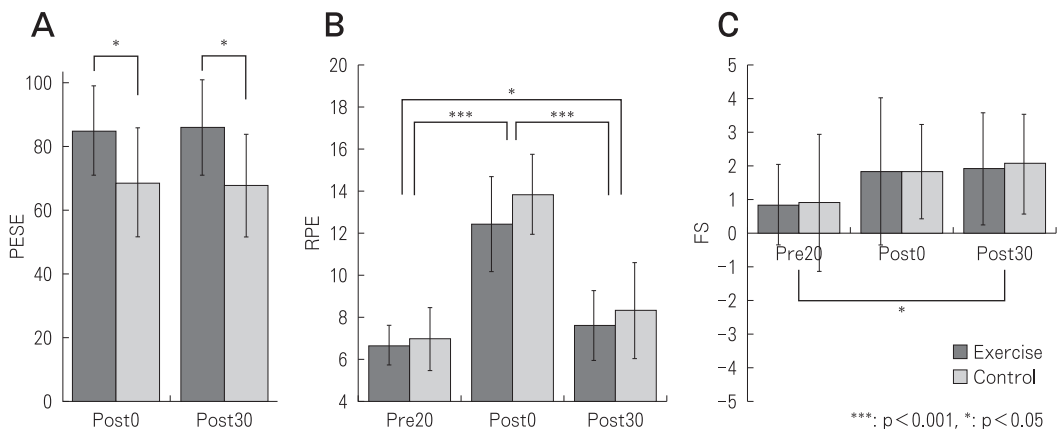 A
PESE
100
80
60
40
20
0
*
*
Post0 Post30
B
RPE
20
18
16
14
12
10
8
6
4
*
***
***
Pre20 Post0 Post30
C
FS
5
4
3
2
1
0
−1
−2
−3
−4
−5
Pre20 Post0 Post30
*
Exercise
Control
***: p<0.001, *: p<0.05